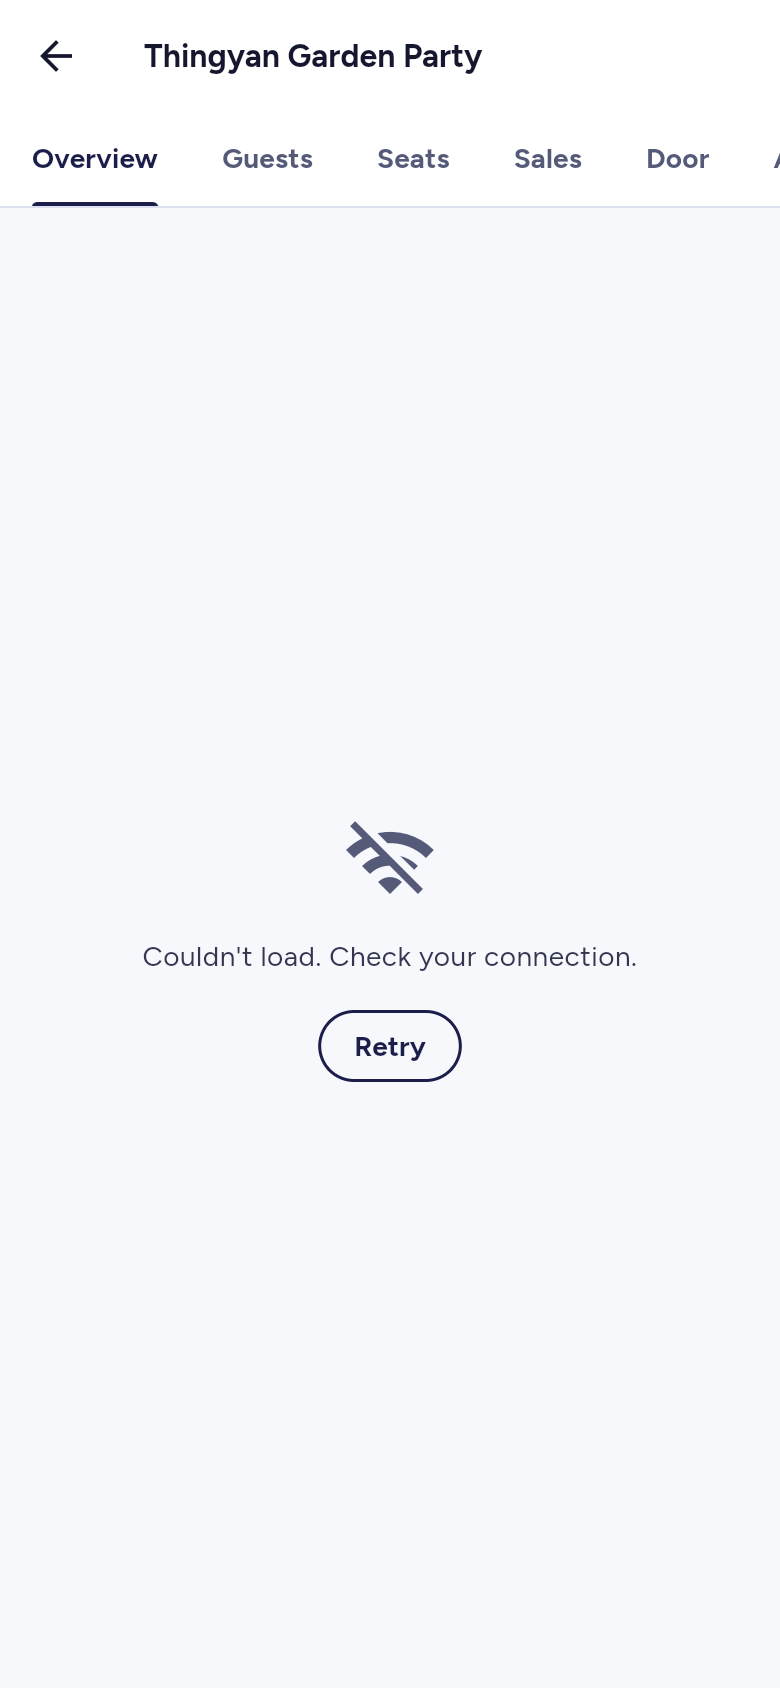 Thingyan Garden Party
Overview Guests Seats Sales Door
Couldn't load. Check your connection.
Retry